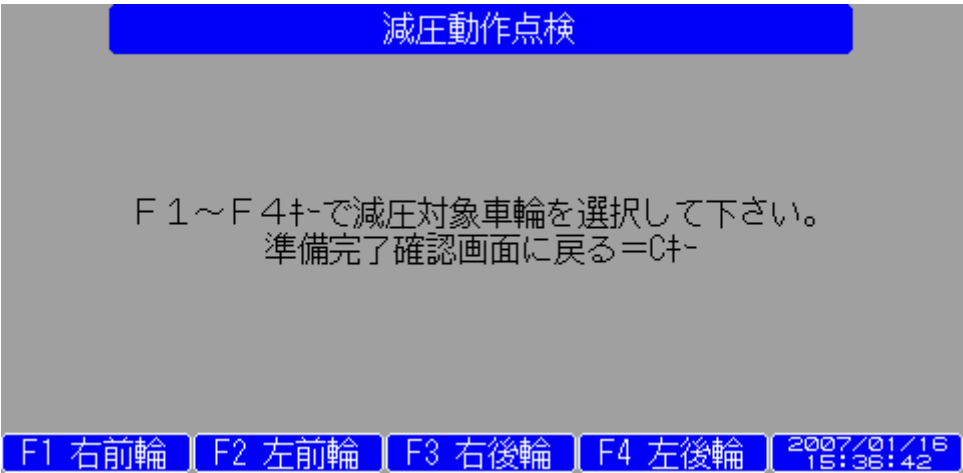 減圧動作点検
F1~F4キーで減圧対象車輪を選択して下さい。
準備完了確認画面に戻る=Cキー
F1 右前輪
F2 左前輪
F3 右後輪
F4 左後輪
2007/01/16
15:36:42